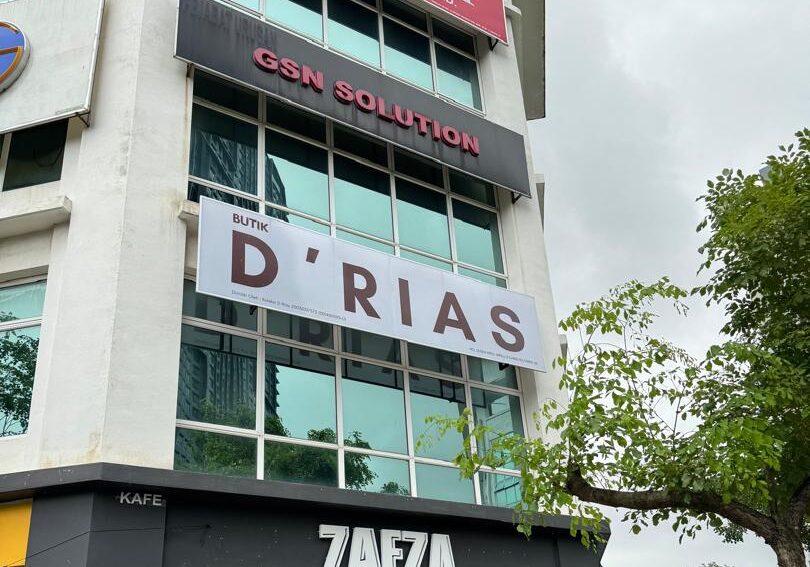 GSN SOLUTION
BUTIK
D'RIAS
KAFE
ZAFZA